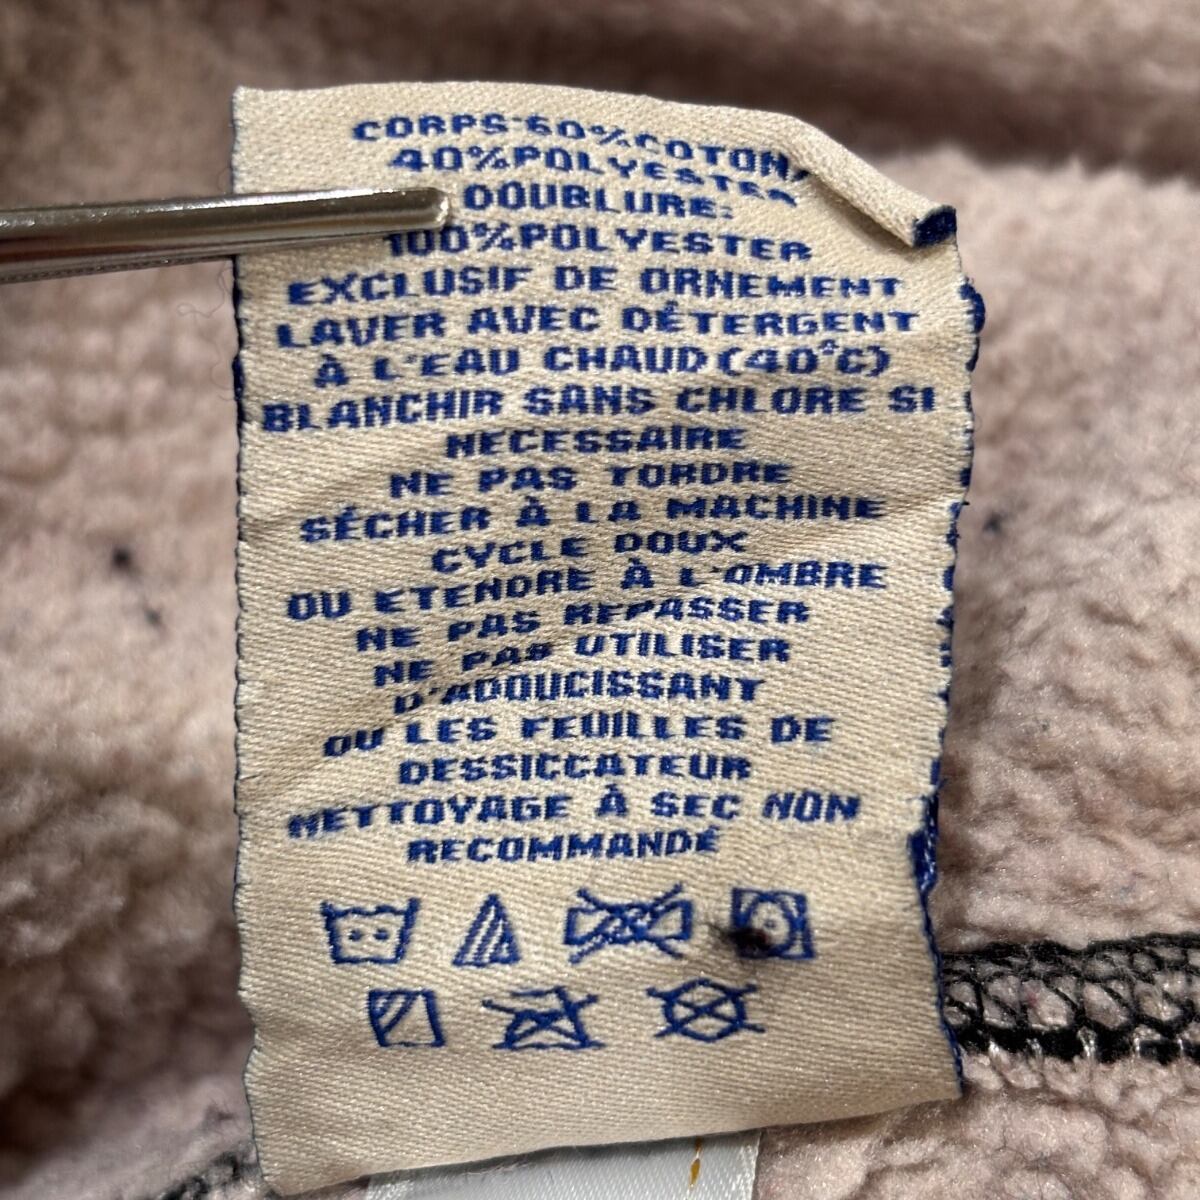 CORPS:60%COTON,
40%POLYESTER
DOUBLURE:
100%POLYESTER
EXCLUSIF DE ORNEMENT
LAVER AVEC DÉTERGENT
À L'EAU CHAUD(40°C)
BLANCHIR SANS CHLORE SI
NECESSAIRE
NE PAS TORDRE
SÉCHER À LA MACHINE
CYCLE DOUX
OU ETENDRE À L'OMBRE
NE PAS REPASSER
NE PAS UTILISER
D'ADOUCISSANT
OU LES FEUILLES DE
DESSICCATEUR
NETTOYAGE À SEC NON
RECOMMANDÉ